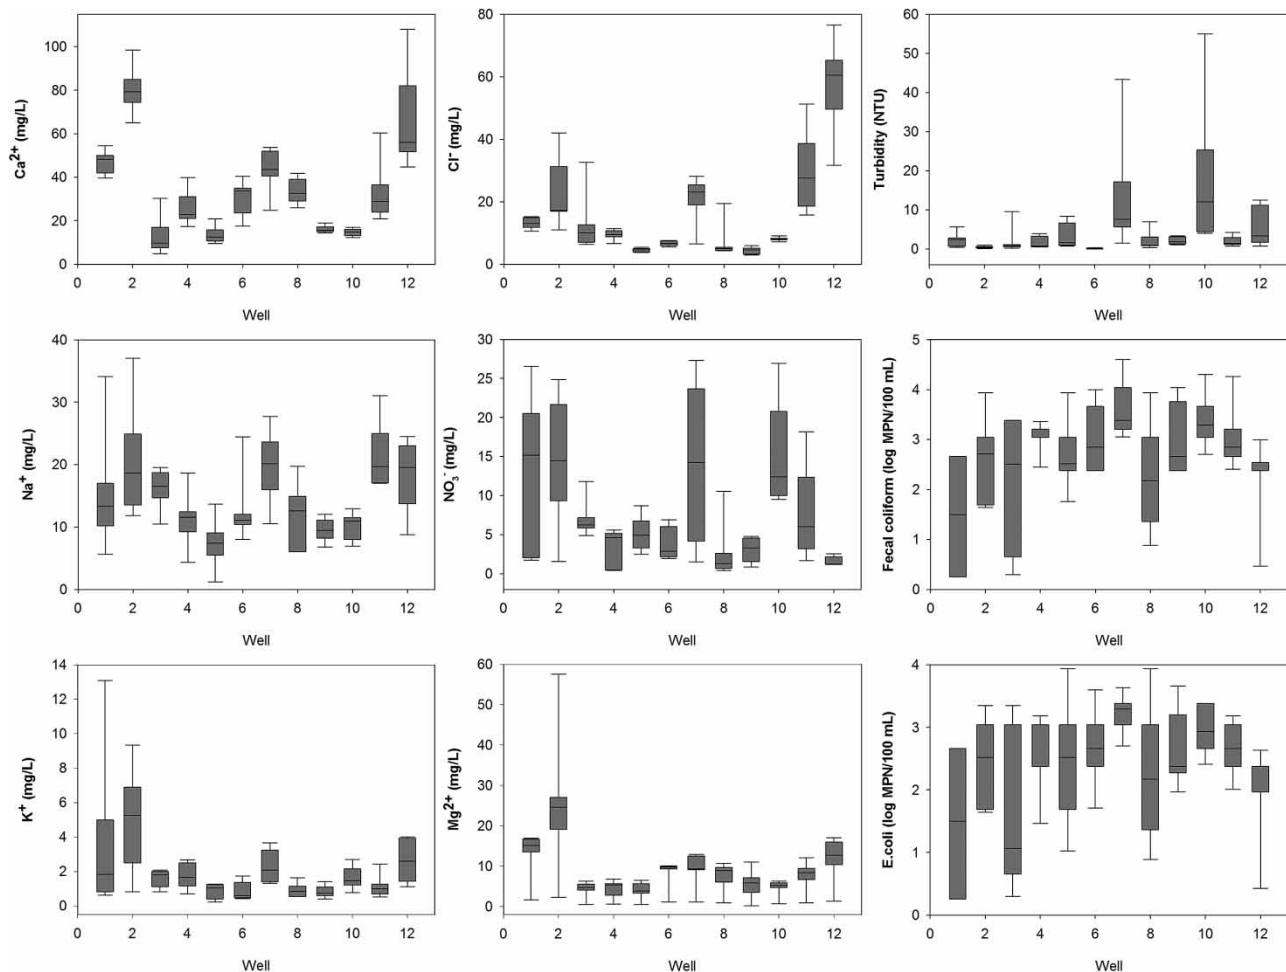 Ca2+ (mg/L)
100
80
60
40
20
0
0 2 4 6 8 10 12
Well
Cl- (mg/L)
80
60
40
20
0
0 2 4 6 8 10 12
Well
Turbidity (NTU)
60
50
40
30
20
10
0
0 2 4 6 8 10 12
Well
Na+ (mg/L)
40
30
20
10
0
0 2 4 6 8 10 12
Well
NO3- (mg/L)
30
25
20
15
10
5
0
0 2 4 6 8 10 12
Well
Fecal coliform (log MPN/100 mL)
5
4
3
2
1
0
0 2 4 6 8 10 12
Well
K+ (mg/L)
14
12
10
8
6
4
2
0
0 2 4 6 8 10 12
Well
Mg2+ (mg/L)
60
50
40
30
20
10
0
0 2 4 6 8 10 12
Well
E.coli (log MPN/100 mL)
4
3
2
1
0
0 2 4 6 8 10 12
Well